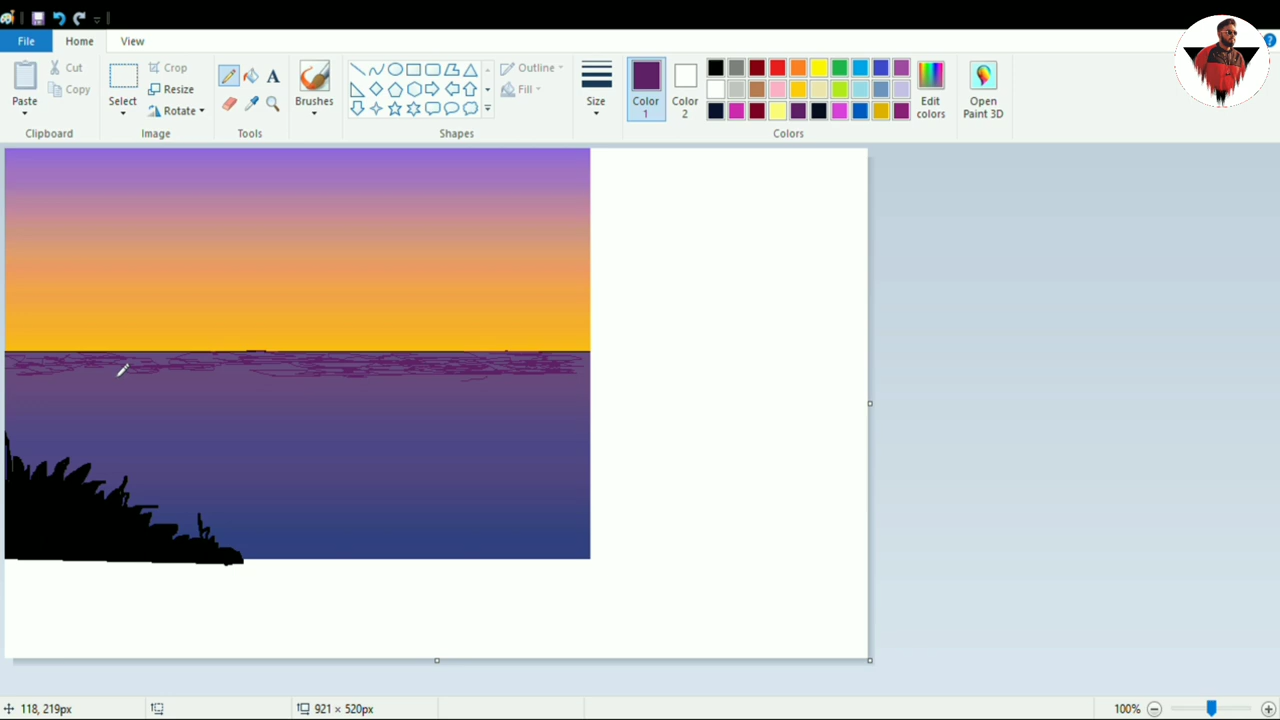 File Home View
Cut
Copy
Paste
Clipboard
Select
Crop
Resize
Rotate
Image
A
Tools
Brushes
Outline
Fill
Shapes
Size
Color
1
Color
2
Edit
colors
Colors
Open
Paint 3D
?
118, 219px
921 × 520px
100%